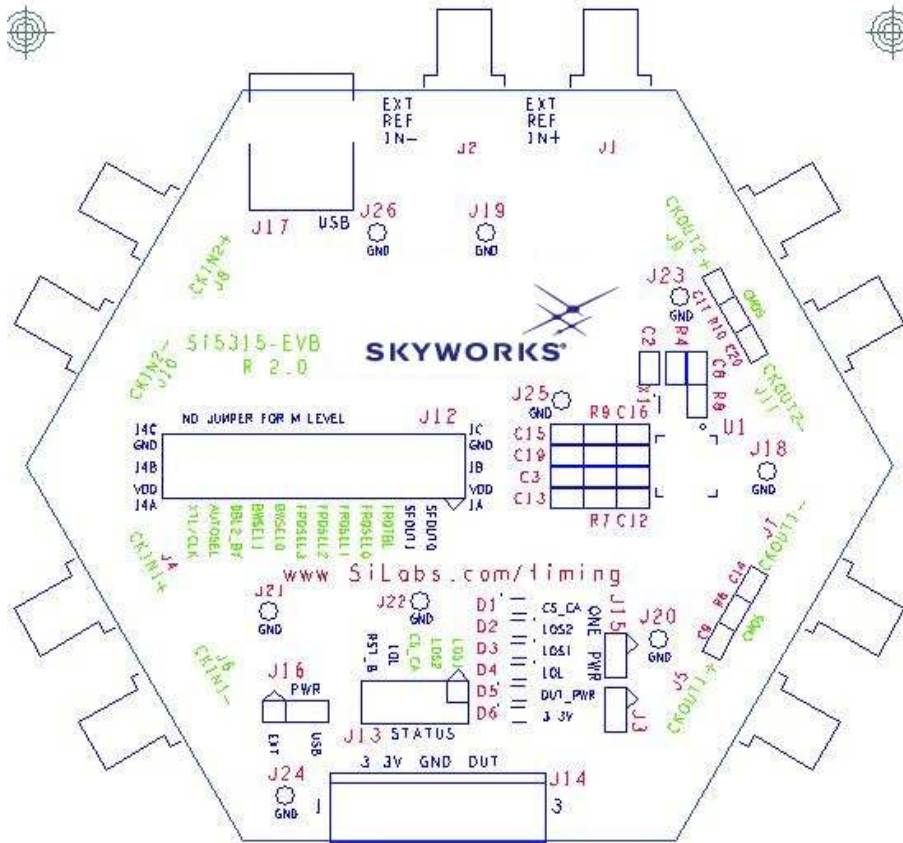 EXT
REF
IN-
EXT
REF
IN+
J2
J1
J17
USB
J26
GND
J19
GND
CKIN2+
J8
CKOUT2+
J9
J23
GND
C11 R10 C20
CMOS
Si5315-EVB
R 2.0
SKYWORKS
CKIN2-
J10
C2
R4
C8
R8
X1
CKOUT2-
J11
J25
GND
NO JUMPER FOR M LEVEL
J12
J4C
GND
J4B
VDD
J4A
JC
GND
JB
VDD
JA
R9 C16
C15
C19
C3
C13
R7 C12
U1
J18
GND
XTL/CLK
AUTOSEL
DBL2_BY
BWSEL1
BWSEL0
FRQSEL3
FRQSEL2
FRQSEL1
FRQSEL0
FRQTBL
SFOUT1
SFOUT0
J4
CKIN1+
J7
CKOUT1-
www SiLabs.com/timing
J21
GND
J22
GND
D1
D2
D3
D4
D5
D6
CS_CA
LOS2
LOS1
LOL
DUT_PWR
3 3V
ONE PWR
J15
J3
J20
GND
R6 C14
C9
CMOS
J5
CKOUT1+
J6
CKIN1-
J16
PWR
EXT
USB
RST_B
LOL
CS_CA
LOS2
LOS1
J13
STATUS
J24
GND
3 3V GND DUT
J14
1
3